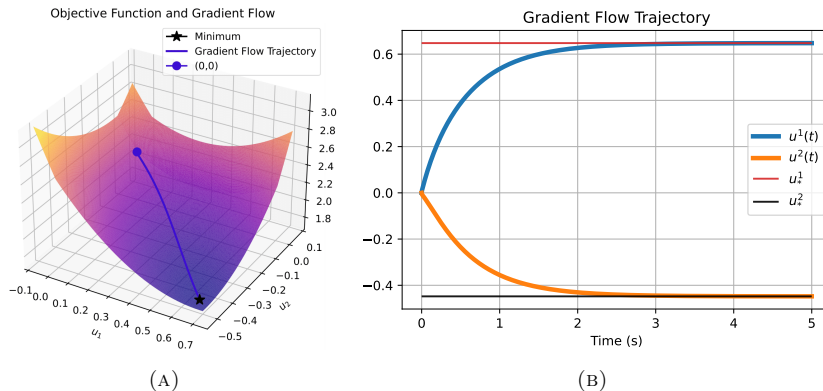 Objective Function and Gradient Flow
Minimum
Gradient Flow Trajectory
(0,0)
3.0
2.8
2.6
2.4
2.2
2.0
1.8
−0.1
0.0
0.1
0.2
0.3
0.4
0.5
0.6
0.7
u₁
−0.5
−0.4
−0.3
−0.2
−0.1
0.0
0.1
u₂
(A)
Gradient Flow Trajectory
0.6
0.4
0.2
0.0
−0.2
−0.4
0 1 2 3 4 5
Time (s)
u¹(t)
u²(t)
u¹*
u²*
(B)